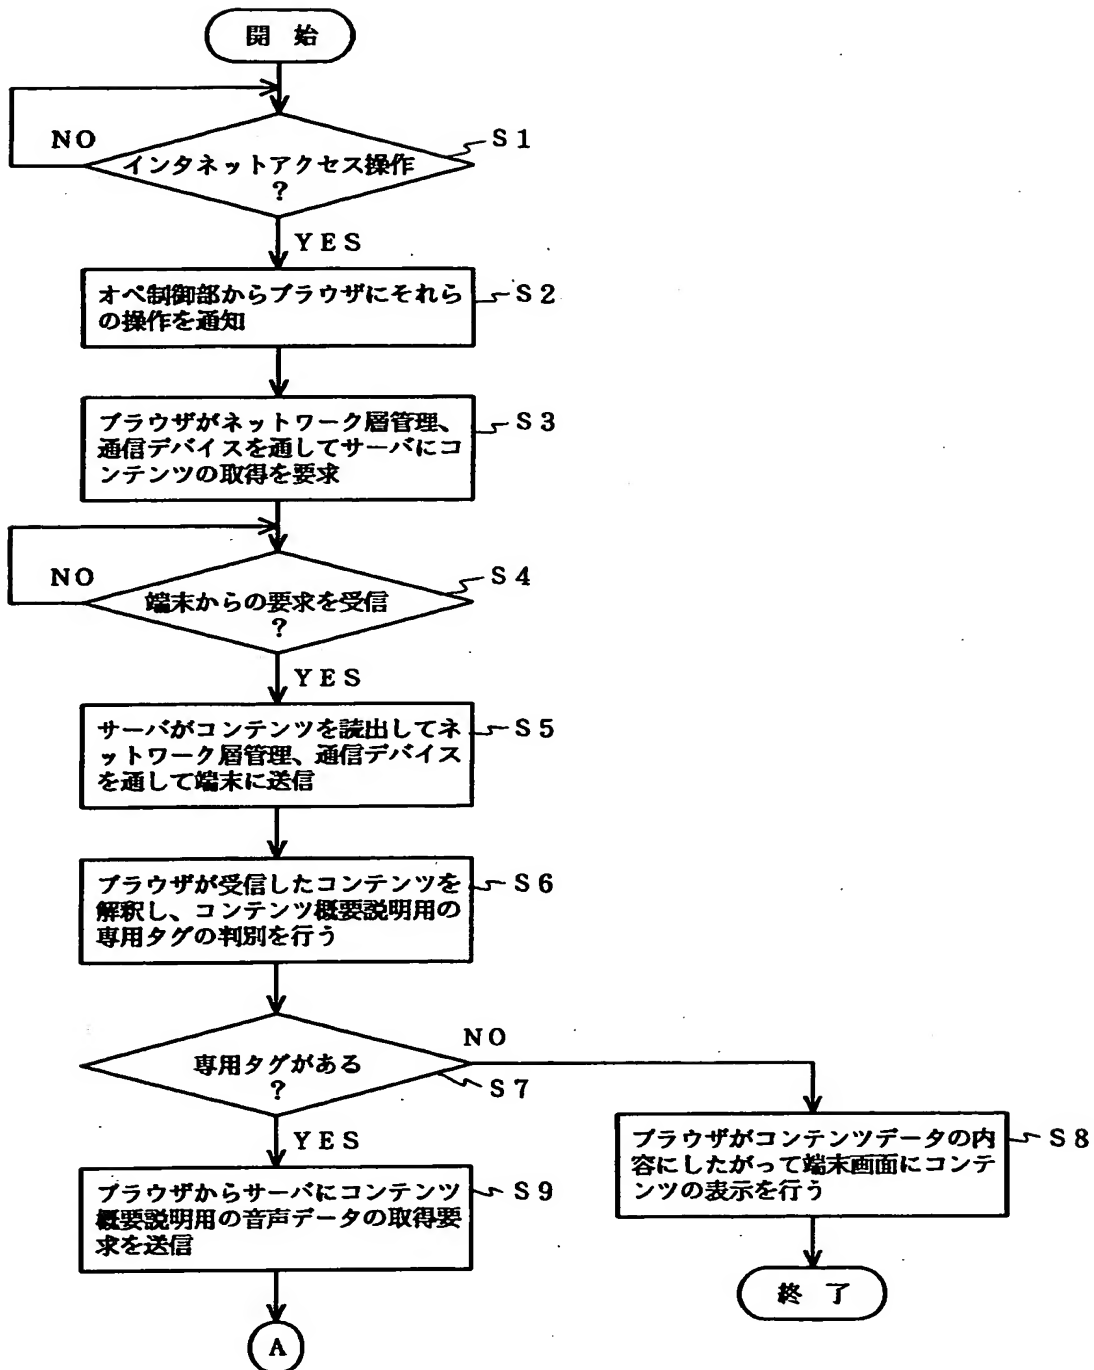 開 始
NO
インタネットアクセス操作
?
S1
YES
オペ制御部からブラウザにそれら
の操作を通知
S2
ブラウザがネットワーク層管理、
通信デバイスを通してサーバにコ
ンテンツの取得を要求
S3
NO
端末からの要求を受信
?
S4
YES
サーバがコンテンツを読出してネ
ットワーク層管理、通信デバイス
を通して端末に送信
S5
ブラウザが受信したコンテンツを
解釈し、コンテンツ概要説明用の
専用タグの判別を行う
S6
専用タグがある
?
NO
S7
YES
ブラウザがコンテンツデータの内
容にしたがって端末画面にコンテ
ンツの表示を行う
S8
ブラウザからサーバにコンテンツ
概要説明用の音声データの取得要
求を送信
S9
終 了
A